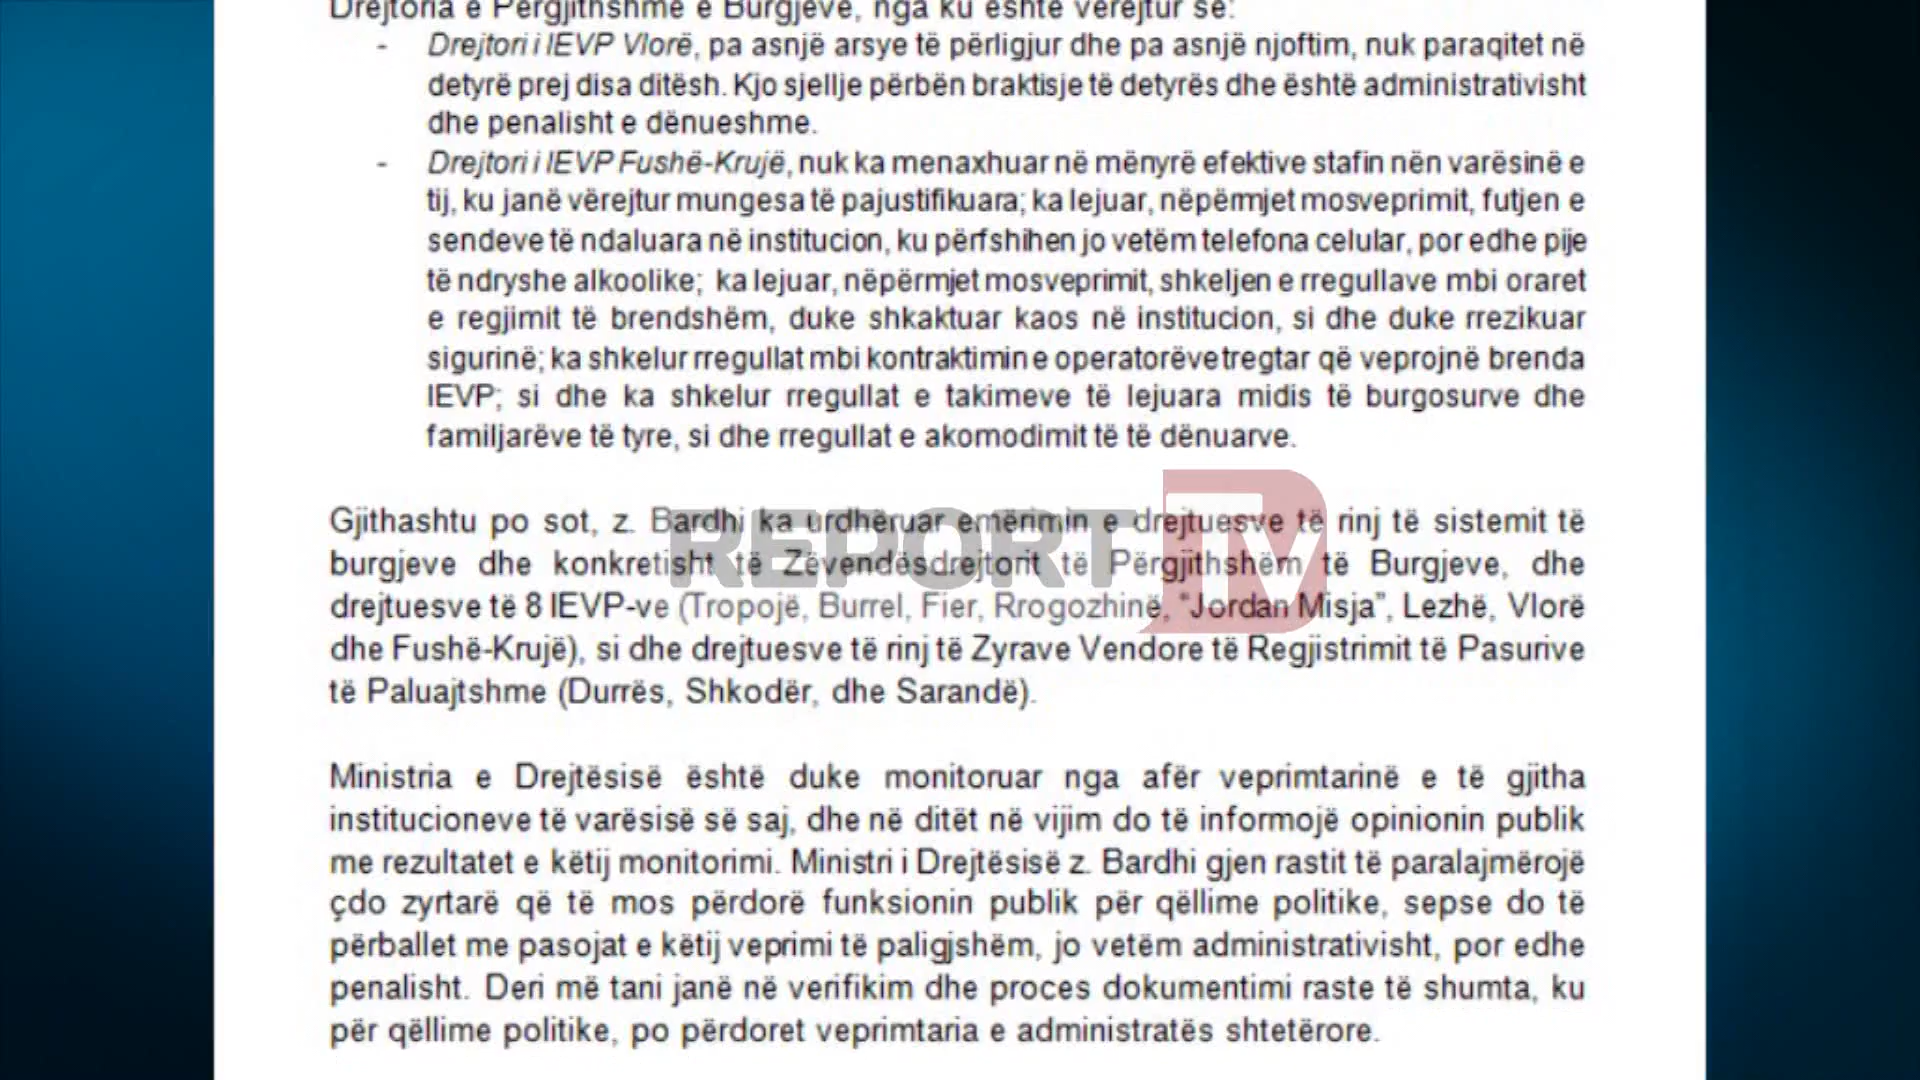 Drejtoria e Përgjithshme e Burgjeve, nga ku është vërejtur se:
- Drejtori i IEVP Vlorë, pa asnjë arsye të përligjur dhe pa asnjë njoftim, nuk paraqitet në
detyrë prej disa ditësh. Kjo sjellje përbën braktisje të detyrës dhe është administrativisht
dhe penalisht e dënueshme.
- Drejtori i IEVP Fushë-Krujë, nuk ka menaxhuar në mënyrë efektive stafin nën varësinë e
tij, ku janë vërejtur mungesa të pajustifikuara; ka lejuar, nëpërmjet mosveprimit, futjen e
sendeve të ndaluara në institucion, ku përfshihen jo vetëm telefona celular, por edhe pije
të ndryshe alkoolike; ka lejuar, nëpërmjet mosveprimit, shkeljen e rregullave mbi oraret
e regjimit të brendshëm, duke shkaktuar kaos në institucion, si dhe duke rrezikuar
sigurinë; ka shkelur rregullat mbi kontraktimin e operatorëve tregtar që veprojnë brenda
IEVP; si dhe ka shkelur rregullat e takimeve të lejuara midis të burgosurve dhe
familjarëve të tyre, si dhe rregullat e akomodimit të të dënuarve.
Gjithashtu po sot, z. Bardhi ka urdhëruar emërimin e drejtuesve të rinj të sistemit të
burgjeve dhe konkretisht të Zëvendësdrejtorit të Përgjithshëm të Burgjeve, dhe
drejtuesve të 8 IEVP-ve (Tropojë, Burrel, Fier, Rrogozhinë, "Jordan Misja", Lezhë, Vlorë
dhe Fushë-Krujë), si dhe drejtuesve të rinj të Zyrave Vendore të Regjistrimit të Pasurive
të Paluajtshme (Durrës, Shkodër, dhe Sarandë).
REPORT TV
Ministria e Drejtësisë është duke monitoruar nga afër veprimtarinë e të gjitha
institucioneve të varësisë së saj, dhe në ditët në vijim do të informojë opinionin publik
me rezultatet e këtij monitorimi. Ministri i Drejtësisë z. Bardhi gjen rastit të paralajmërojë
çdo zyrtarë që të mos përdorë funksionin publik për qëllime politike, sepse do të
përballet me pasojat e këtij veprimi të paligjshëm, jo vetëm administrativisht, por edhe
penalisht. Deri më tani janë në verifikim dhe proces dokumentimi raste të shumta, ku
për qëllime politike, po përdoret veprimtaria e administratës shtetërore.